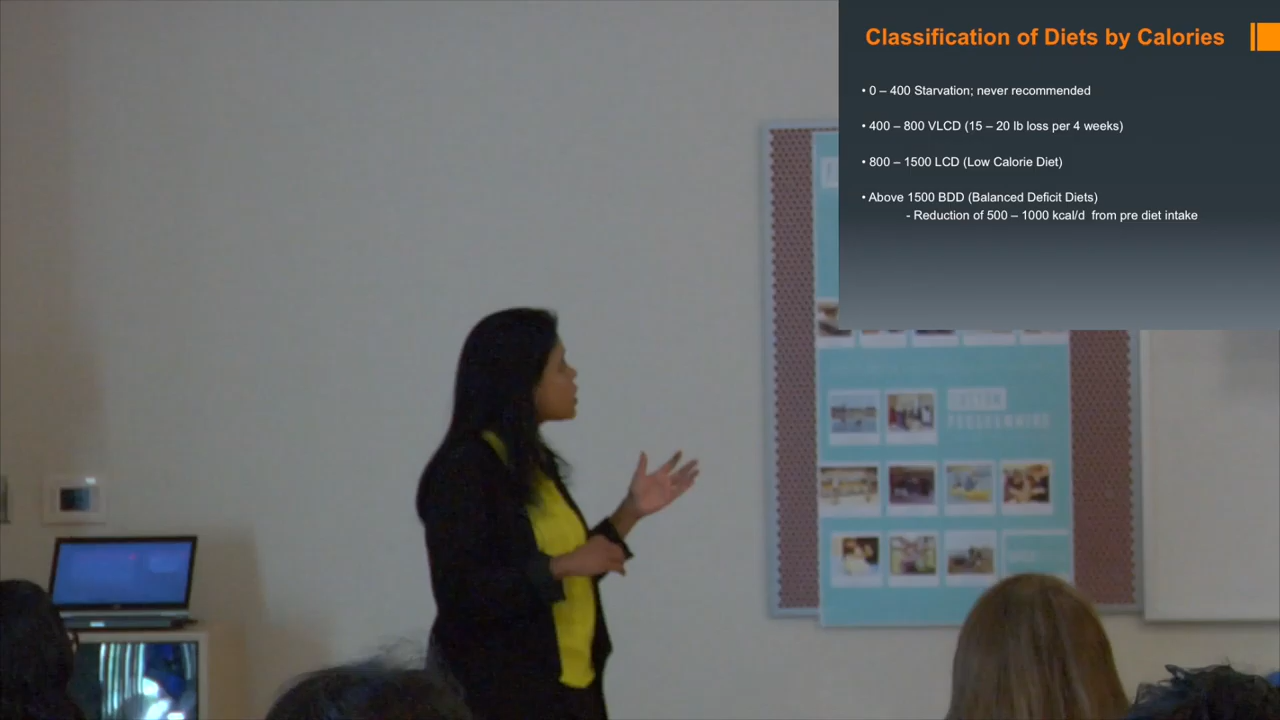 Classification of Diets by Calories
• 0 – 400 Starvation; never recommended
• 400 – 800 VLCD (15 – 20 lb loss per 4 weeks)
• 800 – 1500 LCD (Low Calorie Diet)
• Above 1500 BDD (Balanced Deficit Diets)
- Reduction of 500 – 1000 kcal/d from pre diet intake